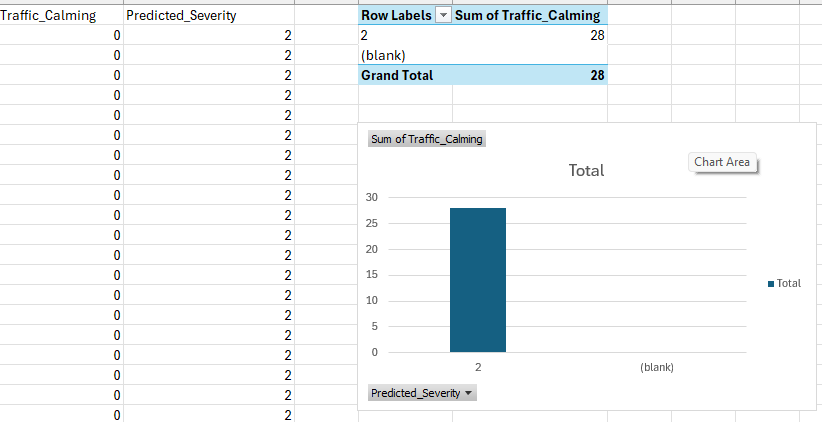 Traffic_Calming Predicted_Severity Row Labels Sum of Traffic_Calming
0 2 2 28
0 2 (blank)
0 2 Grand Total 28
0 2
0 2
0 2 Sum of Traffic_Calming
0 2 Chart Area
Total
0 2
0 2 30
0 2 25
0 2 20
0 2 15
0 2 Total
0 2 10
0 2 5
0 2 0
0 2 2 (blank)
0 2 Predicted_Severity
0 2
0 2